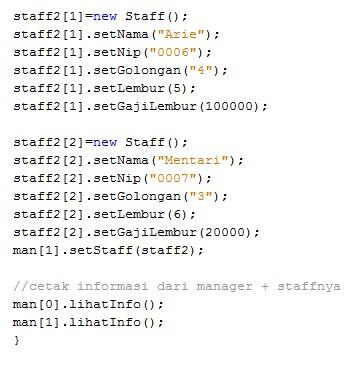 staff2[1]=new Staff();
staff2[1].setNama("Arie");
staff2[1].setNip("0006");
staff2[1].setGolongan("4");
staff2[1].setLembur(5);
staff2[1].setGajiLembur(100000);
staff2[2]=new Staff();
staff2[2].setNama("Mentari");
staff2[2].setNip("0007");
staff2[2].setGolongan("3");
staff2[2].setLembur(6);
staff2[2].setGajiLembur(20000);
man[1].setStaff(staff2);
//cetak informasi dari manager + staffnya
man[0].lihatInfo();
man[1].lihatInfo();
}